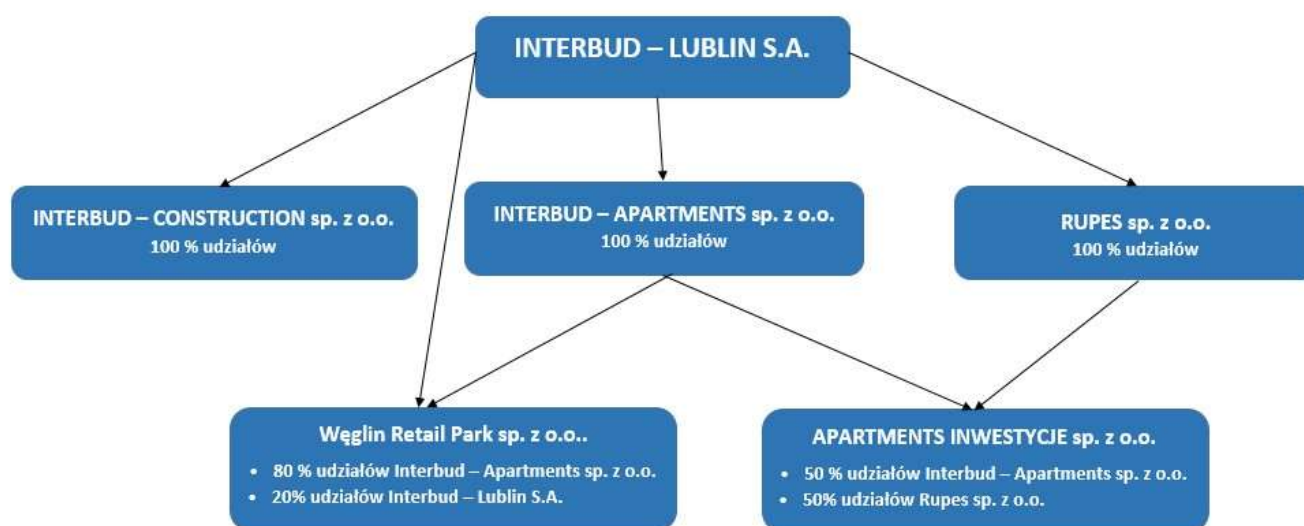 INTERBUD – LUBLIN S.A.
INTERBUD – CONSTRUCTION sp. z o.o.
100 % udziałów
INTERBUD – APARTMENTS sp. z o.o.
100 % udziałów
RUPES sp. z o.o.
100 % udziałów
Węglin Retail Park sp. z o.o..
• 80 % udziałów Interbud – Apartments sp. z o.o.
• 20% udziałów Interbud – Lublin S.A.
APARTMENTS INWESTYCJE sp. z o.o.
• 50 % udziałów Interbud – Apartments sp. z o.o.
• 50% udziałów Rupes sp. z o.o.